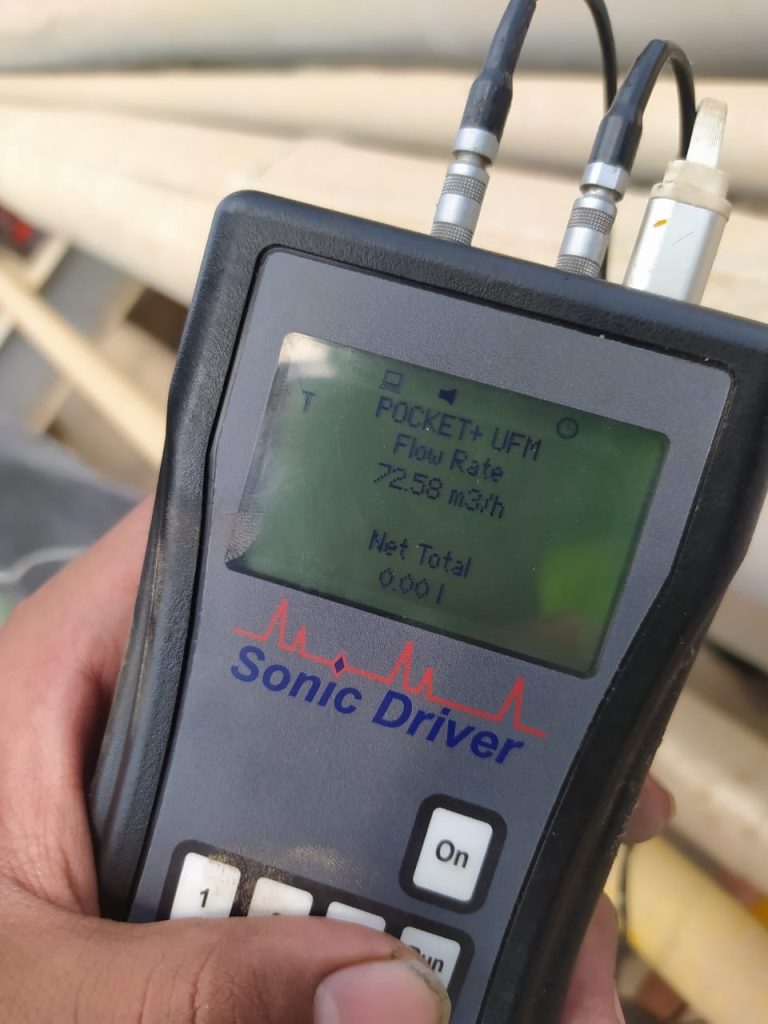 T
POCKET+ UFM
Flow Rate
72.58 m3/h
Net Total
0.00 l
Sonic Driver
On
1